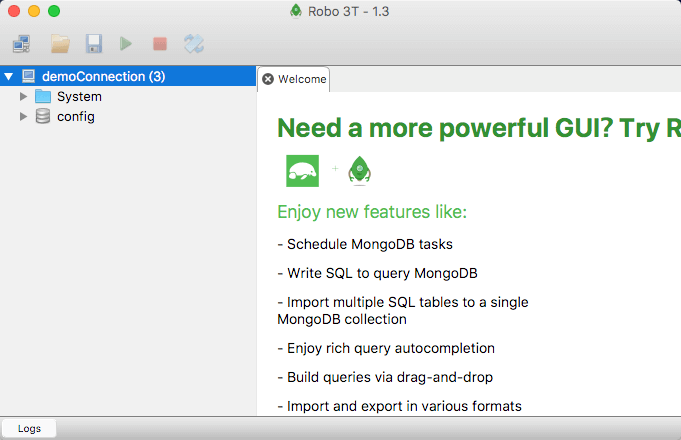 Robo 3T - 1.3
demoConnection (3)
System
config
Welcome
Need a more powerful GUI? Try R
+
Enjoy new features like:
- Schedule MongoDB tasks
- Write SQL to query MongoDB
- Import multiple SQL tables to a single
MongoDB collection
- Enjoy rich query autocompletion
- Build queries via drag-and-drop
- Import and export in various formats
Logs